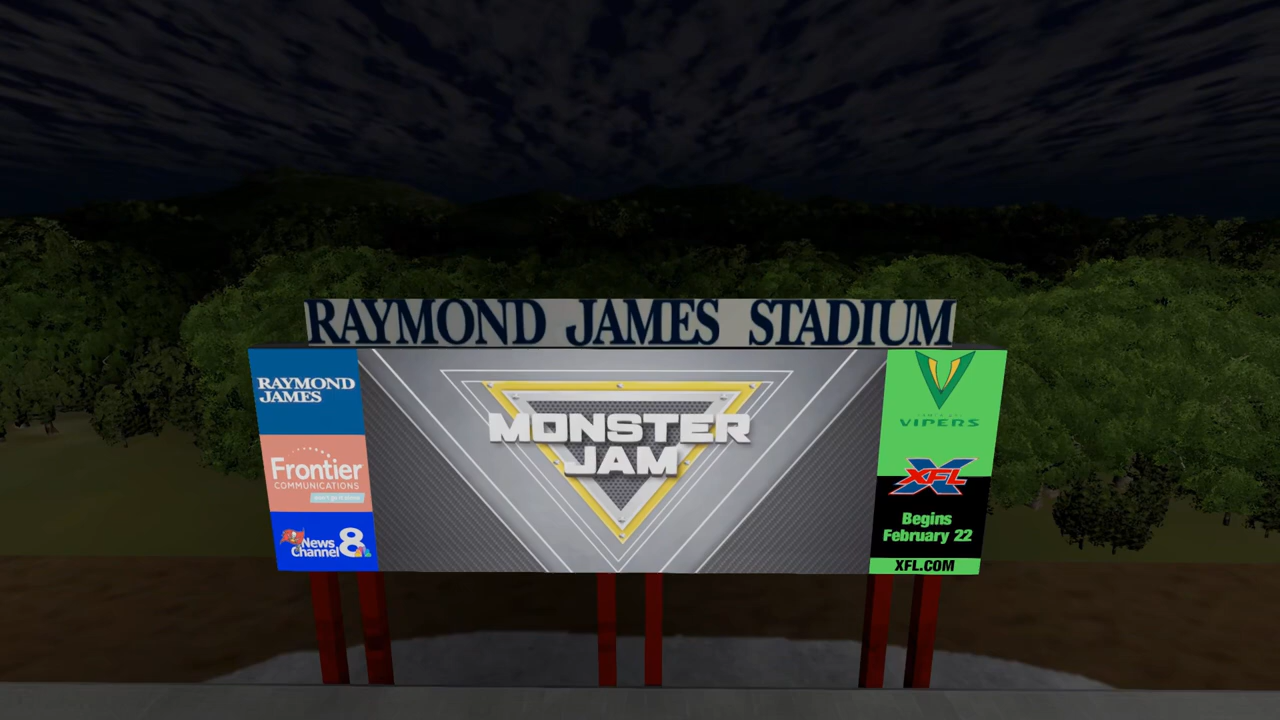 RAYMOND JAMES STADIUM
RAYMOND
JAMES
Frontier
COMMUNICATIONS
News
Channel 8
MONSTER
JAM
VIPERS
XFL
Begins
February 22
XFL.COM